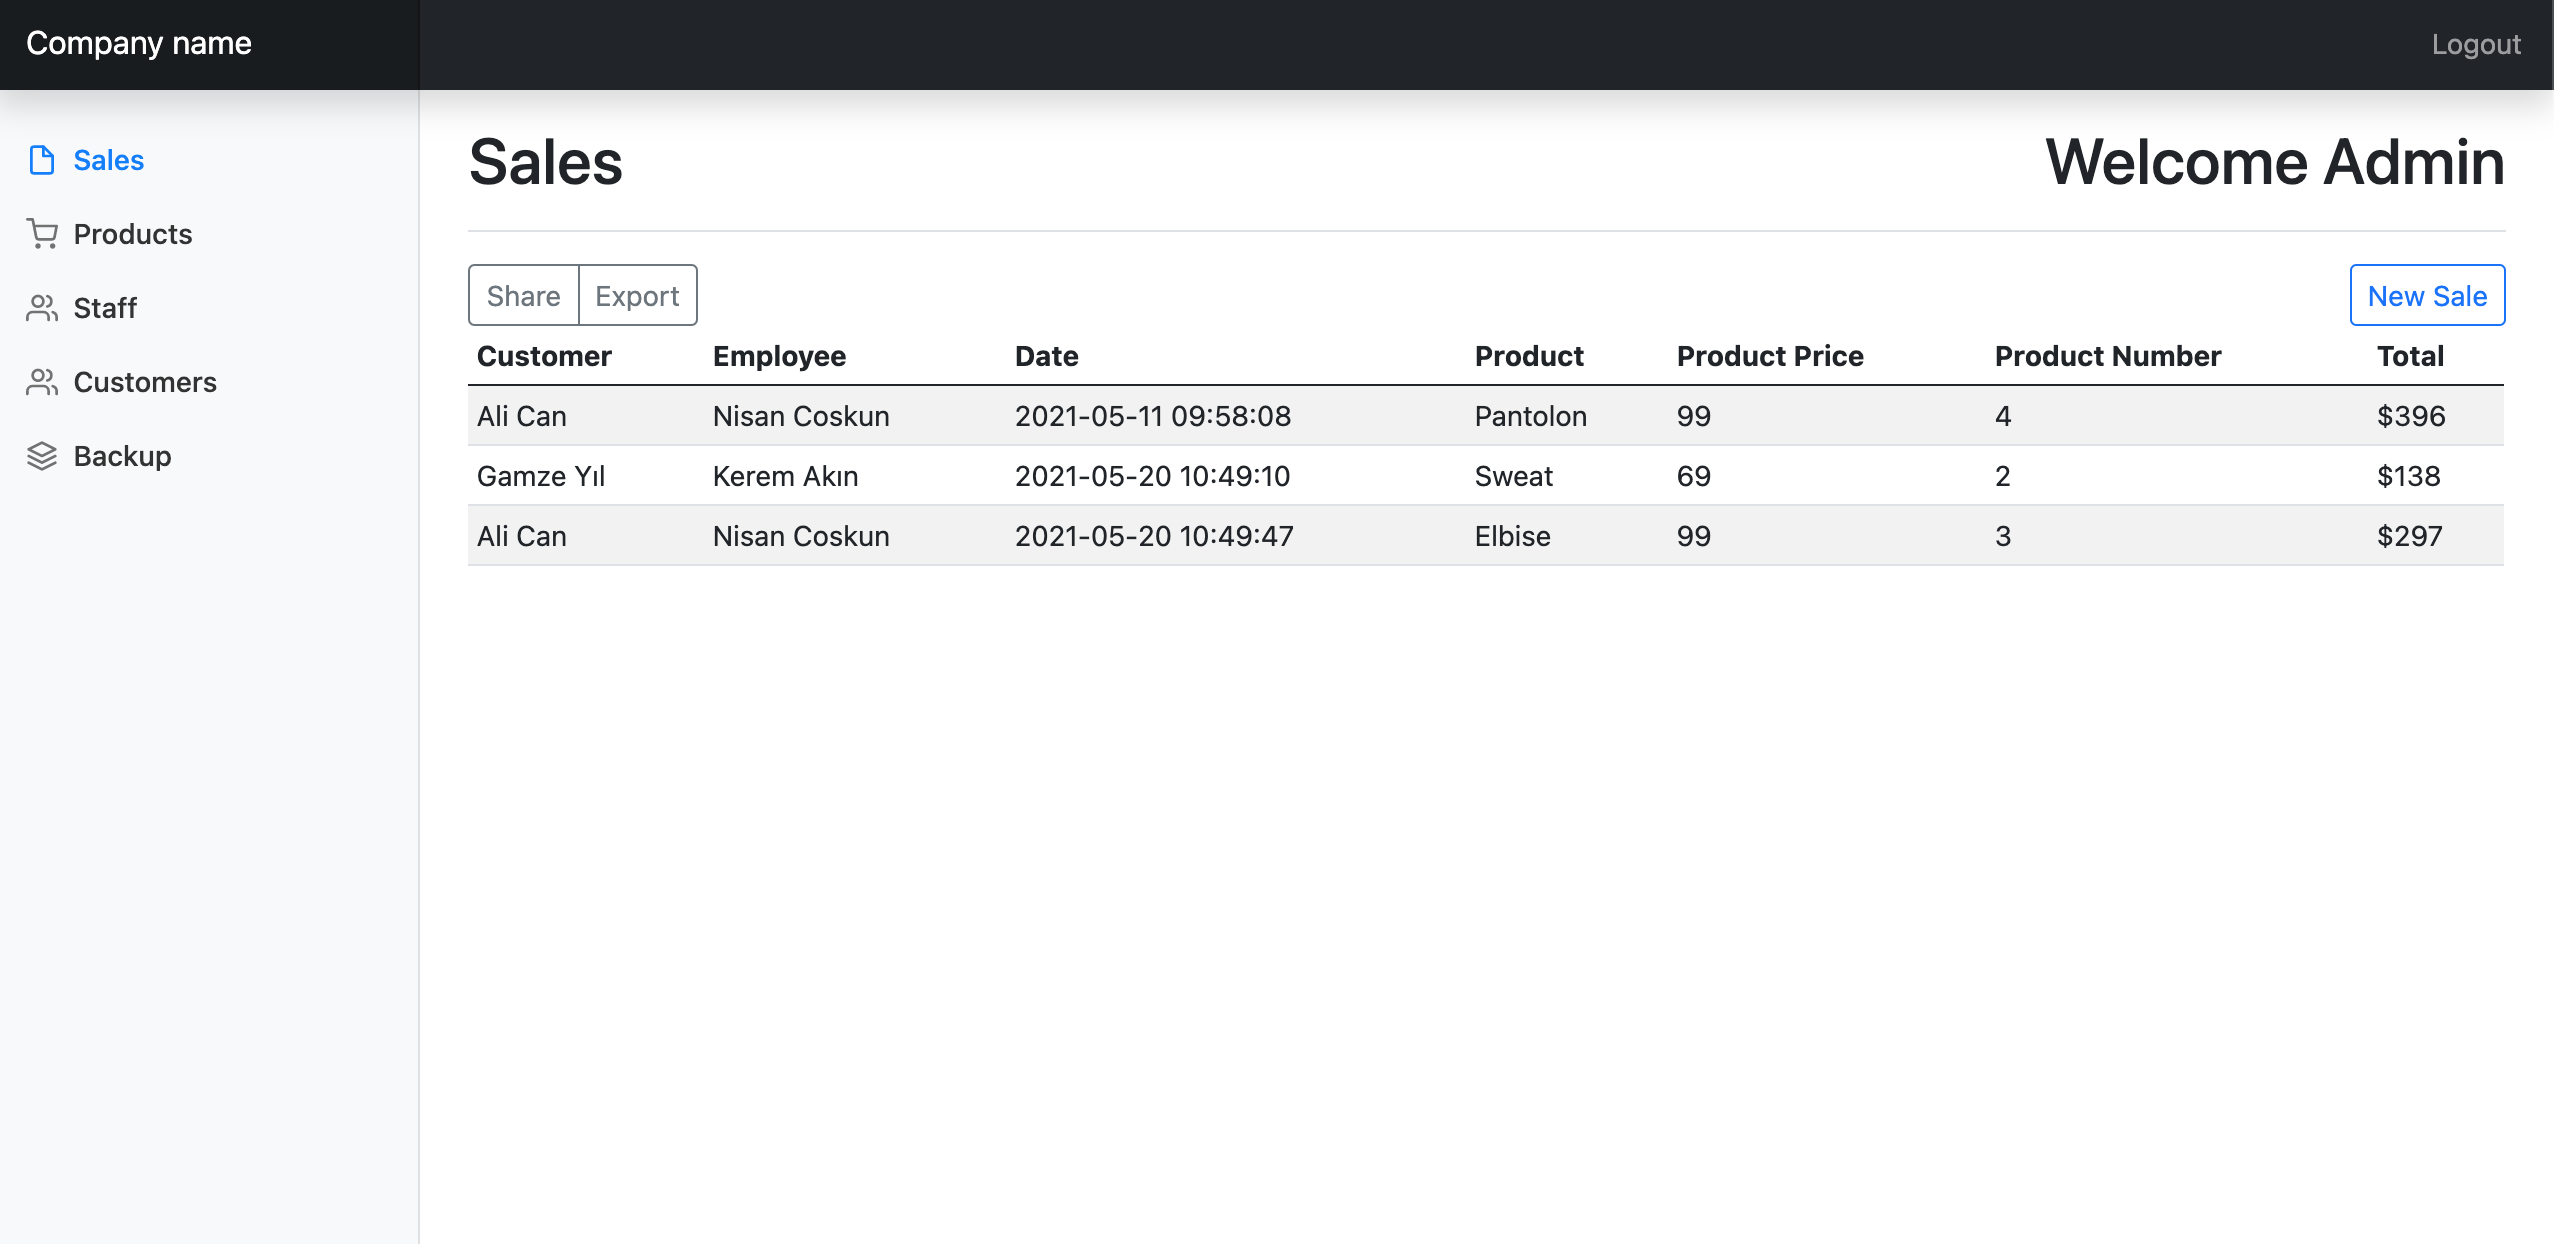 Company name
Logout
Sales
Products
Staff
Customers
Backup
Sales
Welcome Admin
Share Export
New Sale
Customer Employee Date Product Product Price Product Number Total
Ali Can Nisan Coskun 2021-05-11 09:58:08 Pantolon 99 4 $396
Gamze Yıl Kerem Akın 2021-05-20 10:49:10 Sweat 69 2 $138
Ali Can Nisan Coskun 2021-05-20 10:49:47 Elbise 99 3 $297